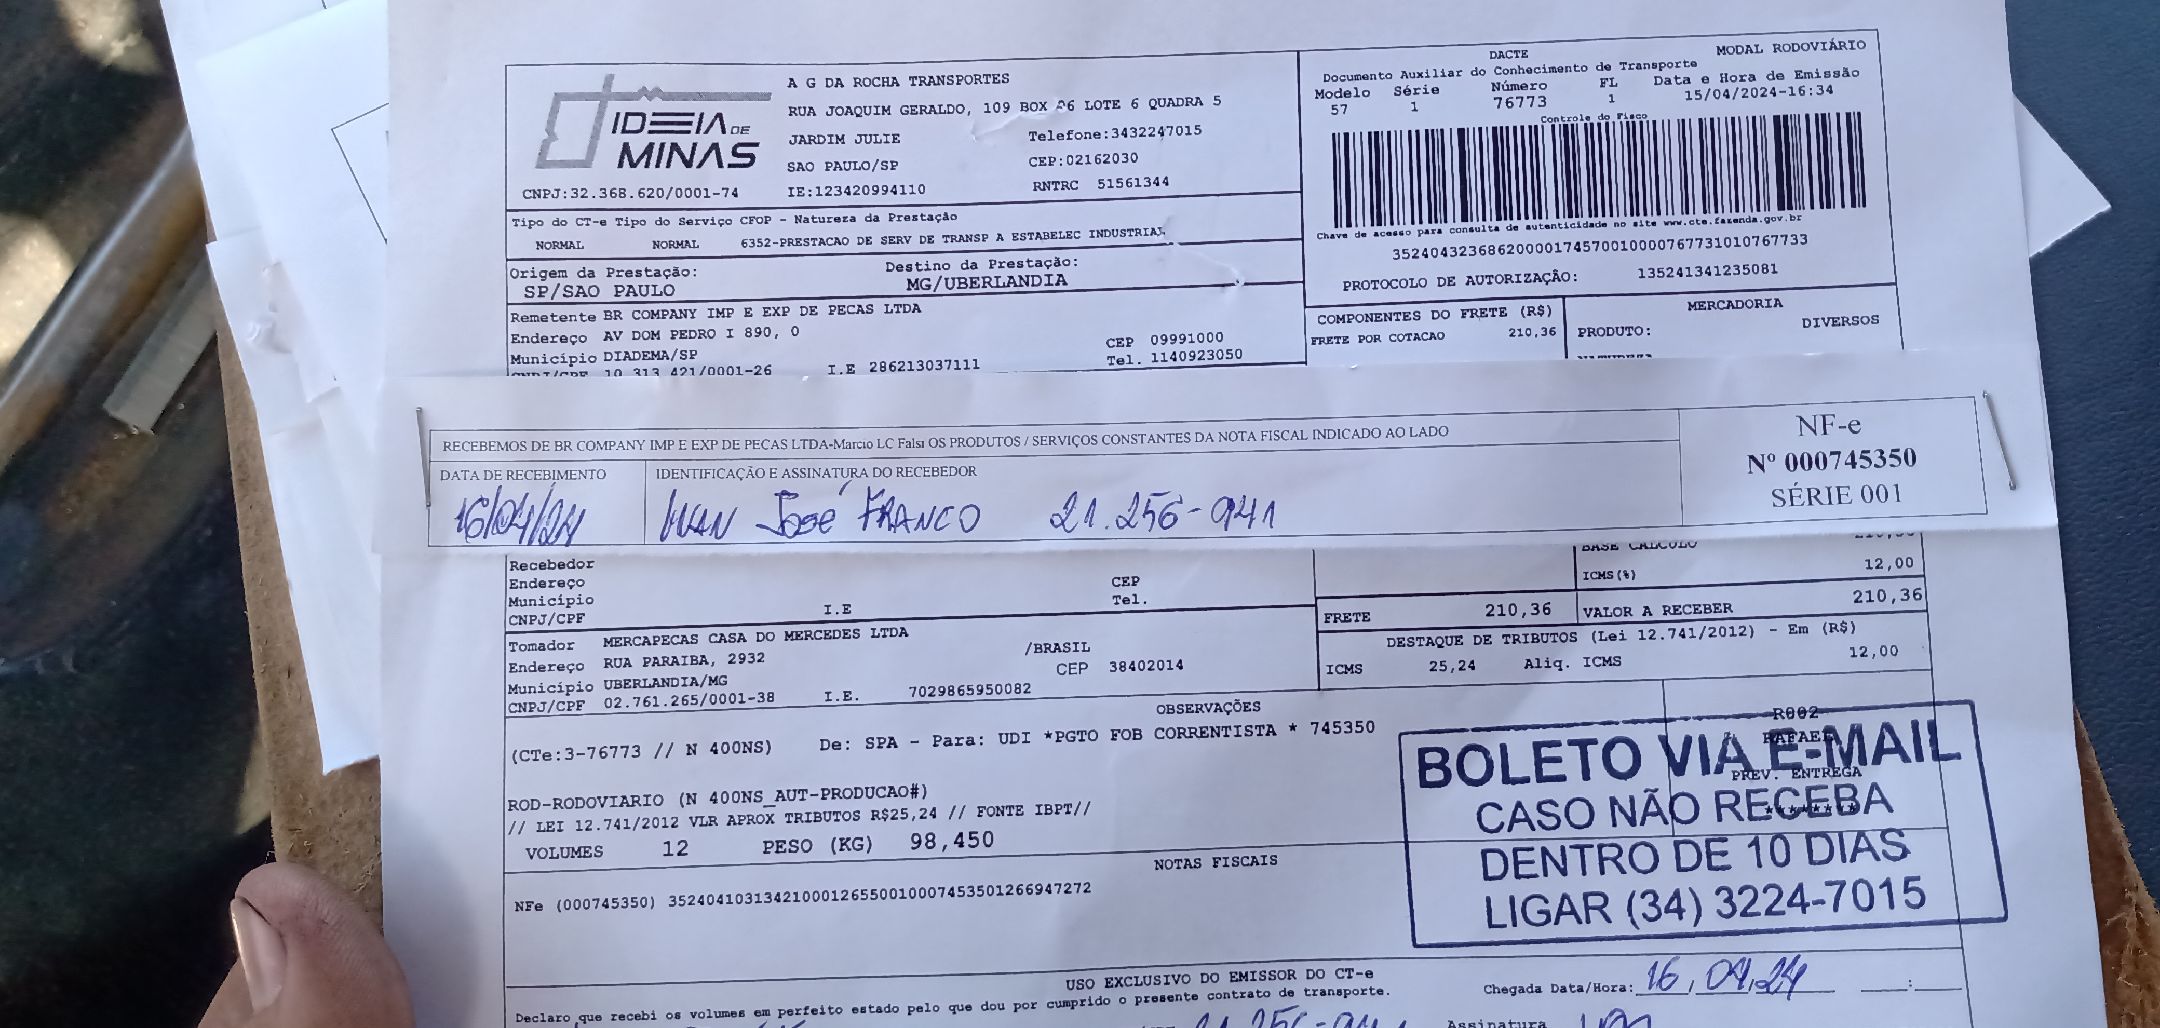 IDEIA DE
MINAS
CNPJ:32.368.620/0001-74
A G DA ROCHA TRANSPORTES
RUA JOAQUIM GERALDO, 109 BOX 6 LOTE 6 QUADRA 5
JARDIM JULIE Telefone:3432247015
SAO PAULO/SP CEP:02162030
IE:123420994110 RNTRC 51561344
DACTE MODAL RODOVIÁRIO
Documento Auxiliar do Conhecimento de Transporte
Modelo Série Número FL Data e Hora de Emissão
57 1 76773 1 15/04/2024-16:34
Controle do Fisco
Chave de acesso para consulta de autenticidade no site www.cte.fazenda.gov.br
35240432368620000174570010000767731010767733
PROTOCOLO DE AUTORIZAÇÃO: 135241341235081
Tipo do CT-e Tipo do Serviço CFOP - Natureza da Prestação
NORMAL NORMAL 6352-PRESTACAO DE SERV DE TRANSP A ESTABELEC INDUSTRIAL
Origem da Prestação: Destino da Prestação:
SP/SAO PAULO MG/UBERLANDIA
Remetente BR COMPANY IMP E EXP DE PECAS LTDA
Endereço AV DOM PEDRO I 890, 0 CEP 09991000
Município DIADEMA/SP Tel. 1140923050
CNPJ/CPF 10.313.421/0001-26 I.E 286213037111
COMPONENTES DO FRETE (R$)
FRETE POR COTACAO 210,36
MERCADORIA
PRODUTO: DIVERSOS
RECEBEMOS DE BR COMPANY IMP E EXP DE PECAS LTDA-Marcio LC Falsi OS PRODUTOS / SERVIÇOS CONSTANTES DA NOTA FISCAL INDICADO AO LADO
DATA DE RECEBIMENTO IDENTIFICAÇÃO E ASSINATURA DO RECEBEDOR
16/04/24 IVAN José FRANCO 21.256-941
NF-e
Nº 000745350
SÉRIE 001
Recebedor
Endereço CEP
Município Tel.
CNPJ/CPF I.E
BASE CALCULO 210,36
ICMS(%) 12,00
FRETE 210,36 VALOR A RECEBER 210,36
Tomador MERCAPECAS CASA DO MERCEDES LTDA
Endereço RUA PARAIBA, 2932 /BRASIL
Município UBERLANDIA/MG CEP 38402014
CNPJ/CPF 02.761.265/0001-38 I.E. 7029865950082
DESTAQUE DE TRIBUTOS (Lei 12.741/2012) - Em (R$)
ICMS 25,24 Aliq. ICMS 12,00
OBSERVAÇÕES
(CTe:3-76773 // N 400NS) De: SPA - Para: UDI *PGTO FOB CORRENTISTA * 745350
ROD-RODOVIARIO (N 400NS_AUT-PRODUCAO#)
// LEI 12.741/2012 VLR APROX TRIBUTOS R$25,24 // FONTE IBPT//
VOLUMES 12 PESO (KG) 98,450
R002
RAFAEL
PREV. ENTREGA
BOLETO VIA E-MAIL
CASO NÃO RECEBA
DENTRO DE 10 DIAS
LIGAR (34) 3224-7015
NOTAS FISCAIS
NFe (000745350) 35240410313421000126550010007453501266947272
USO EXCLUSIVO DO EMISSOR DO CT-e
Declaro que recebi os volumes em perfeito estado pelo que dou por cumprido o presente contrato de transporte.
Chegada Data/Hora: 16/04/24
21.256-941 Assinatura